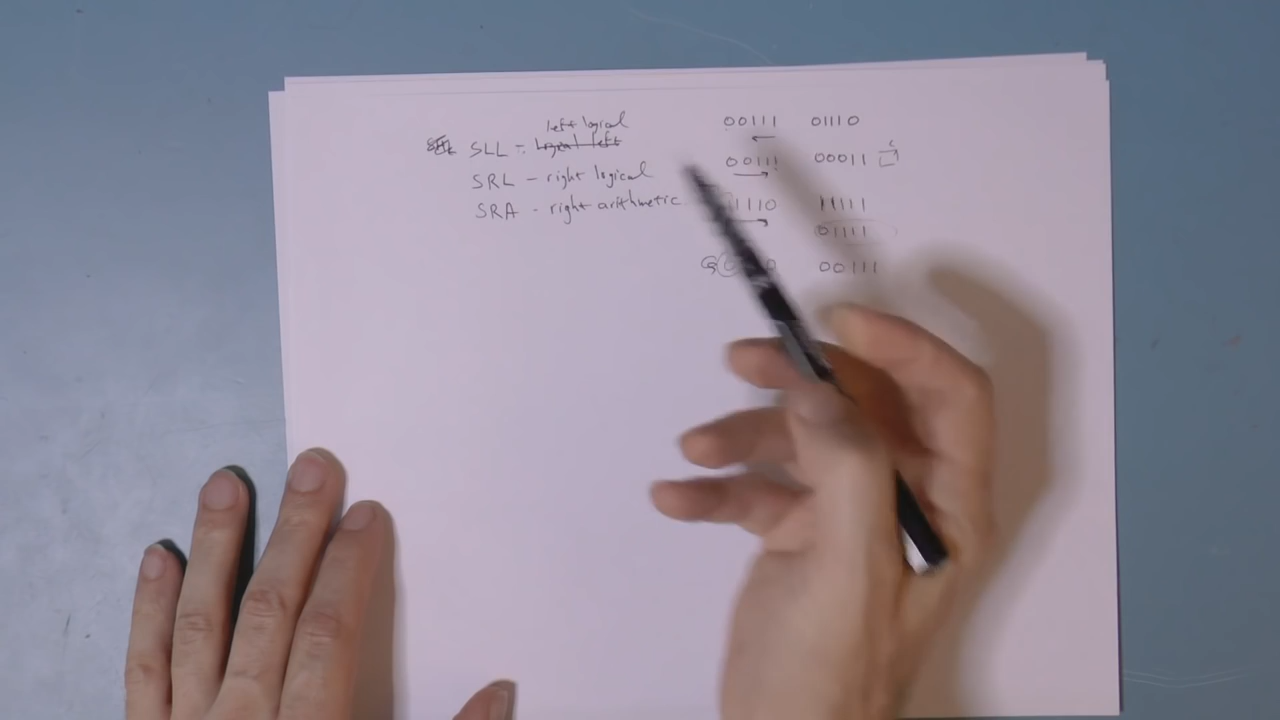 left logical 00111 01110
SLL - logical left
00111 00011 c
SRL - right logical
SRA - right arithmetic 1110 11111
01111
00111